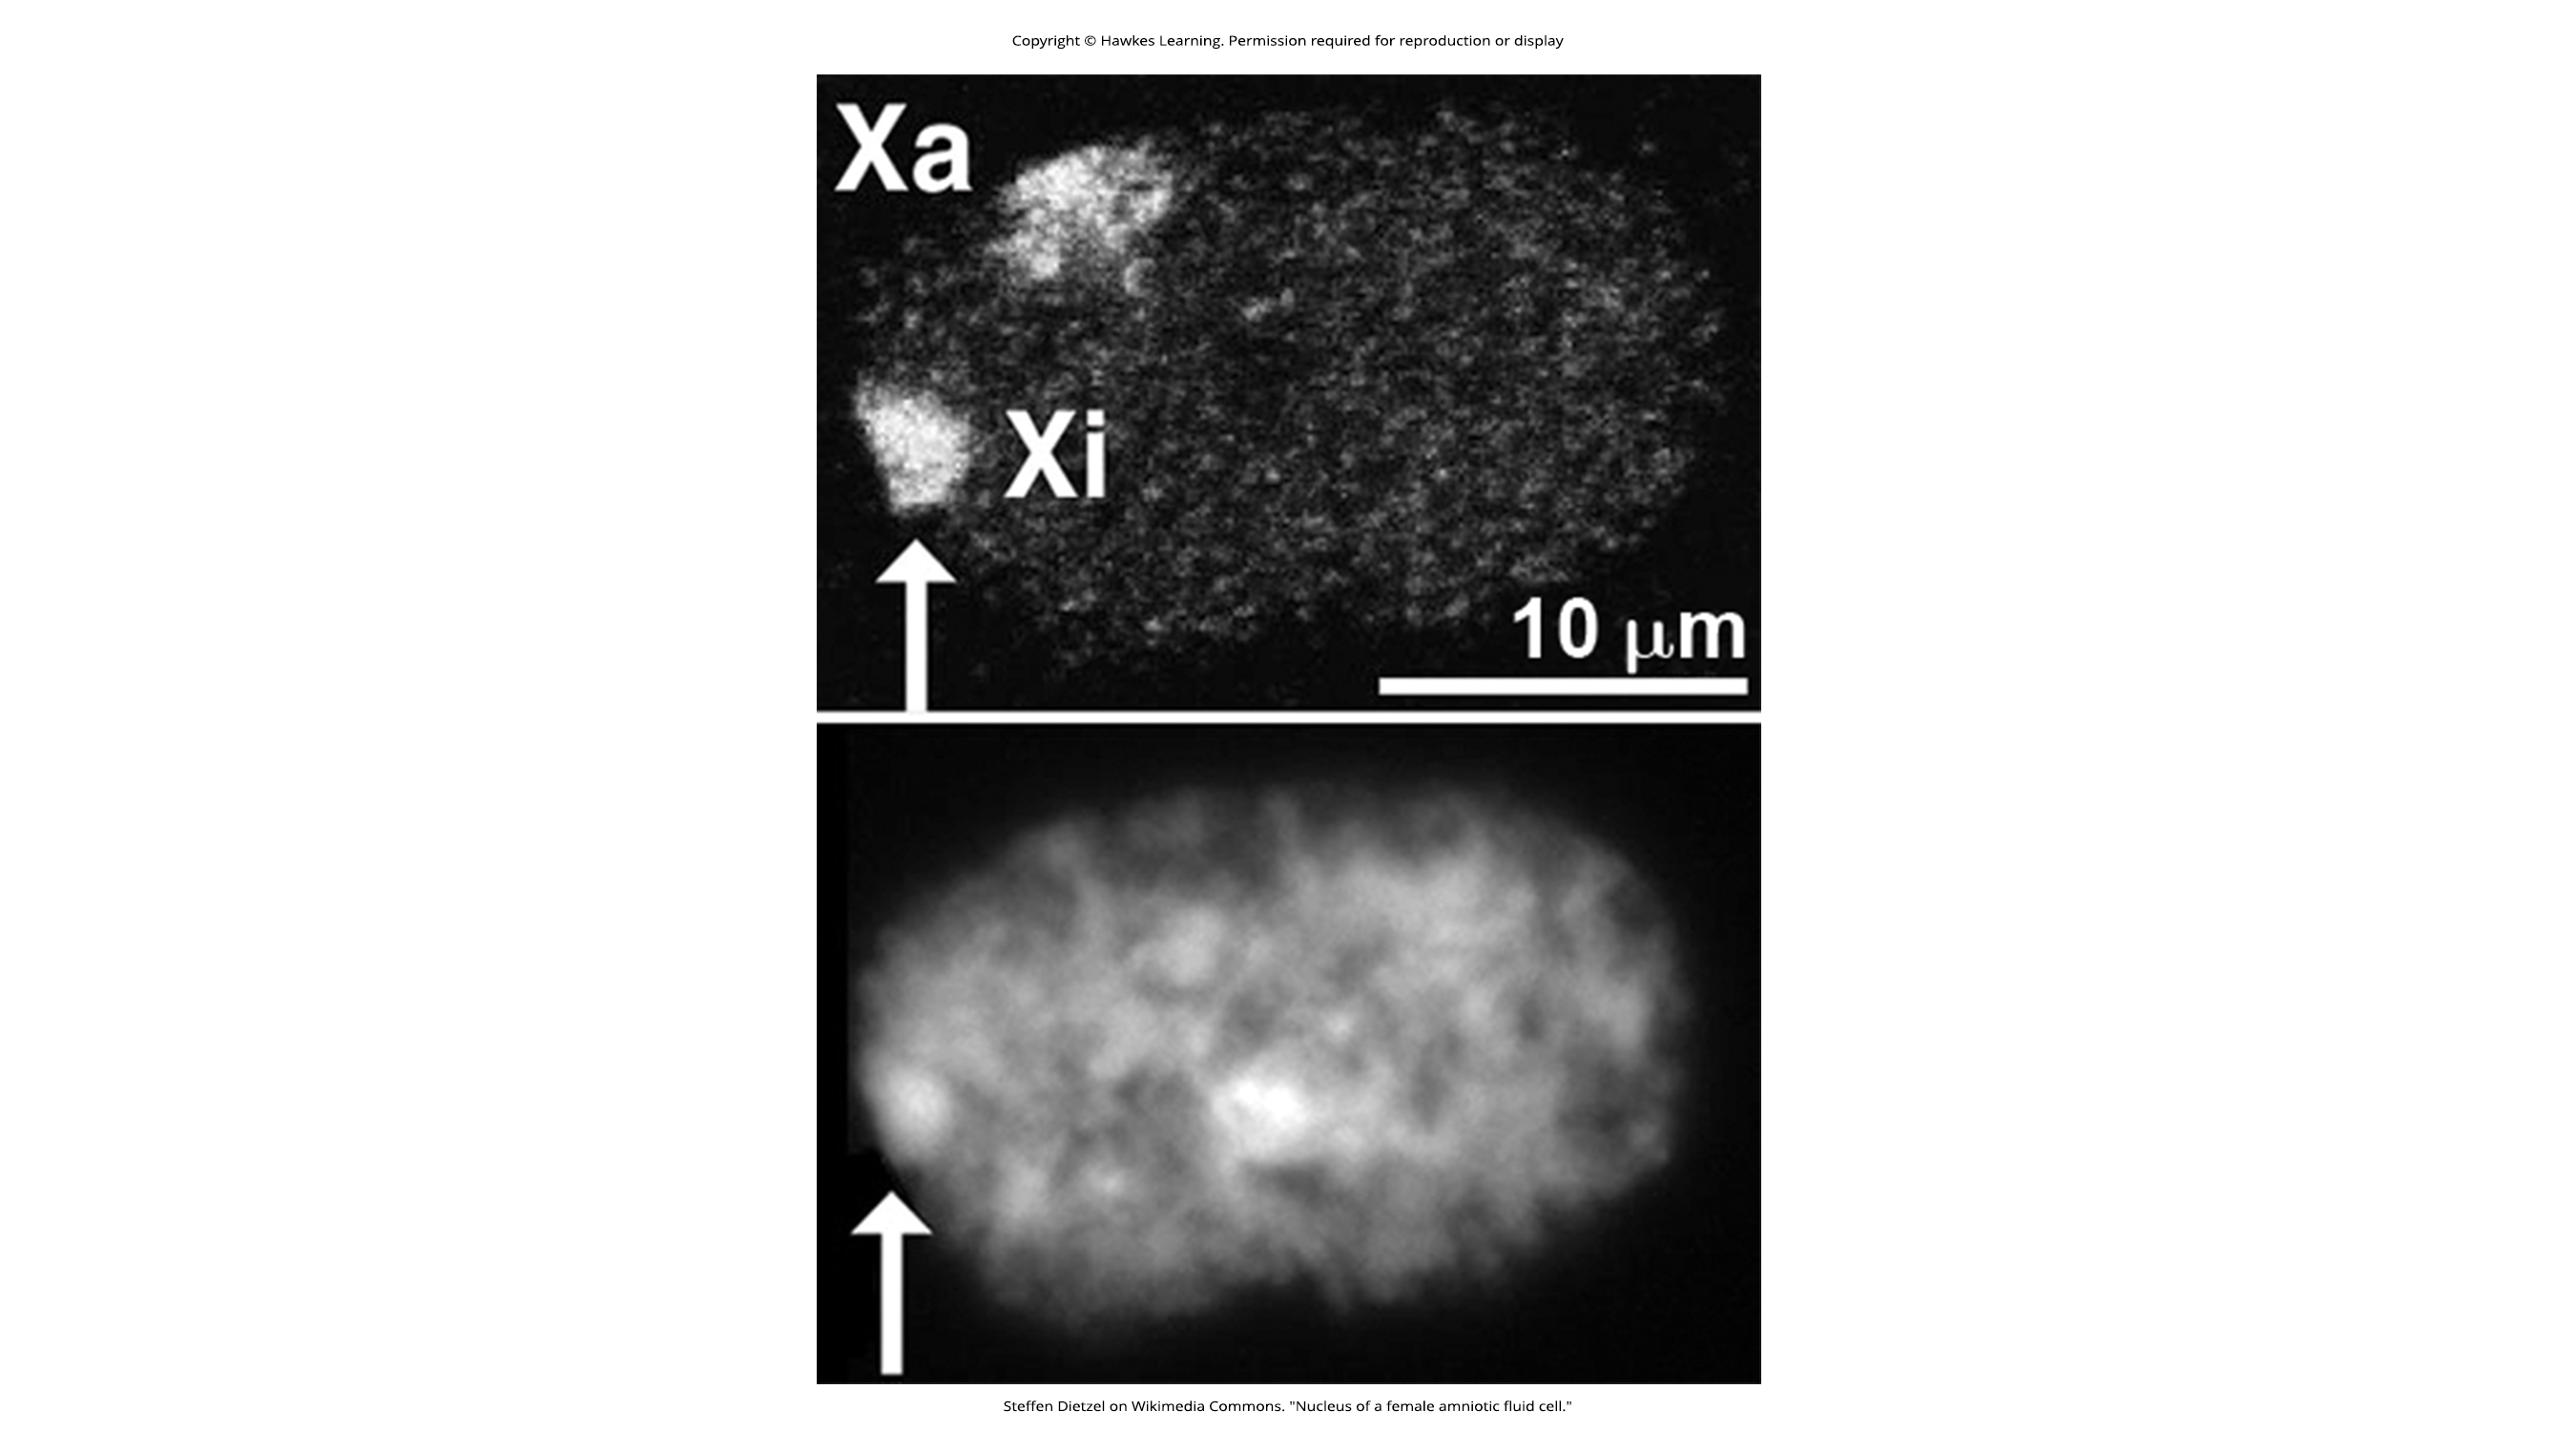 Copyright © Hawkes Learning. Permission required for reproduction or display
Xa
Xi
10 μm
Steffen Dietzel on Wikimedia Commons. "Nucleus of a female amniotic fluid cell."